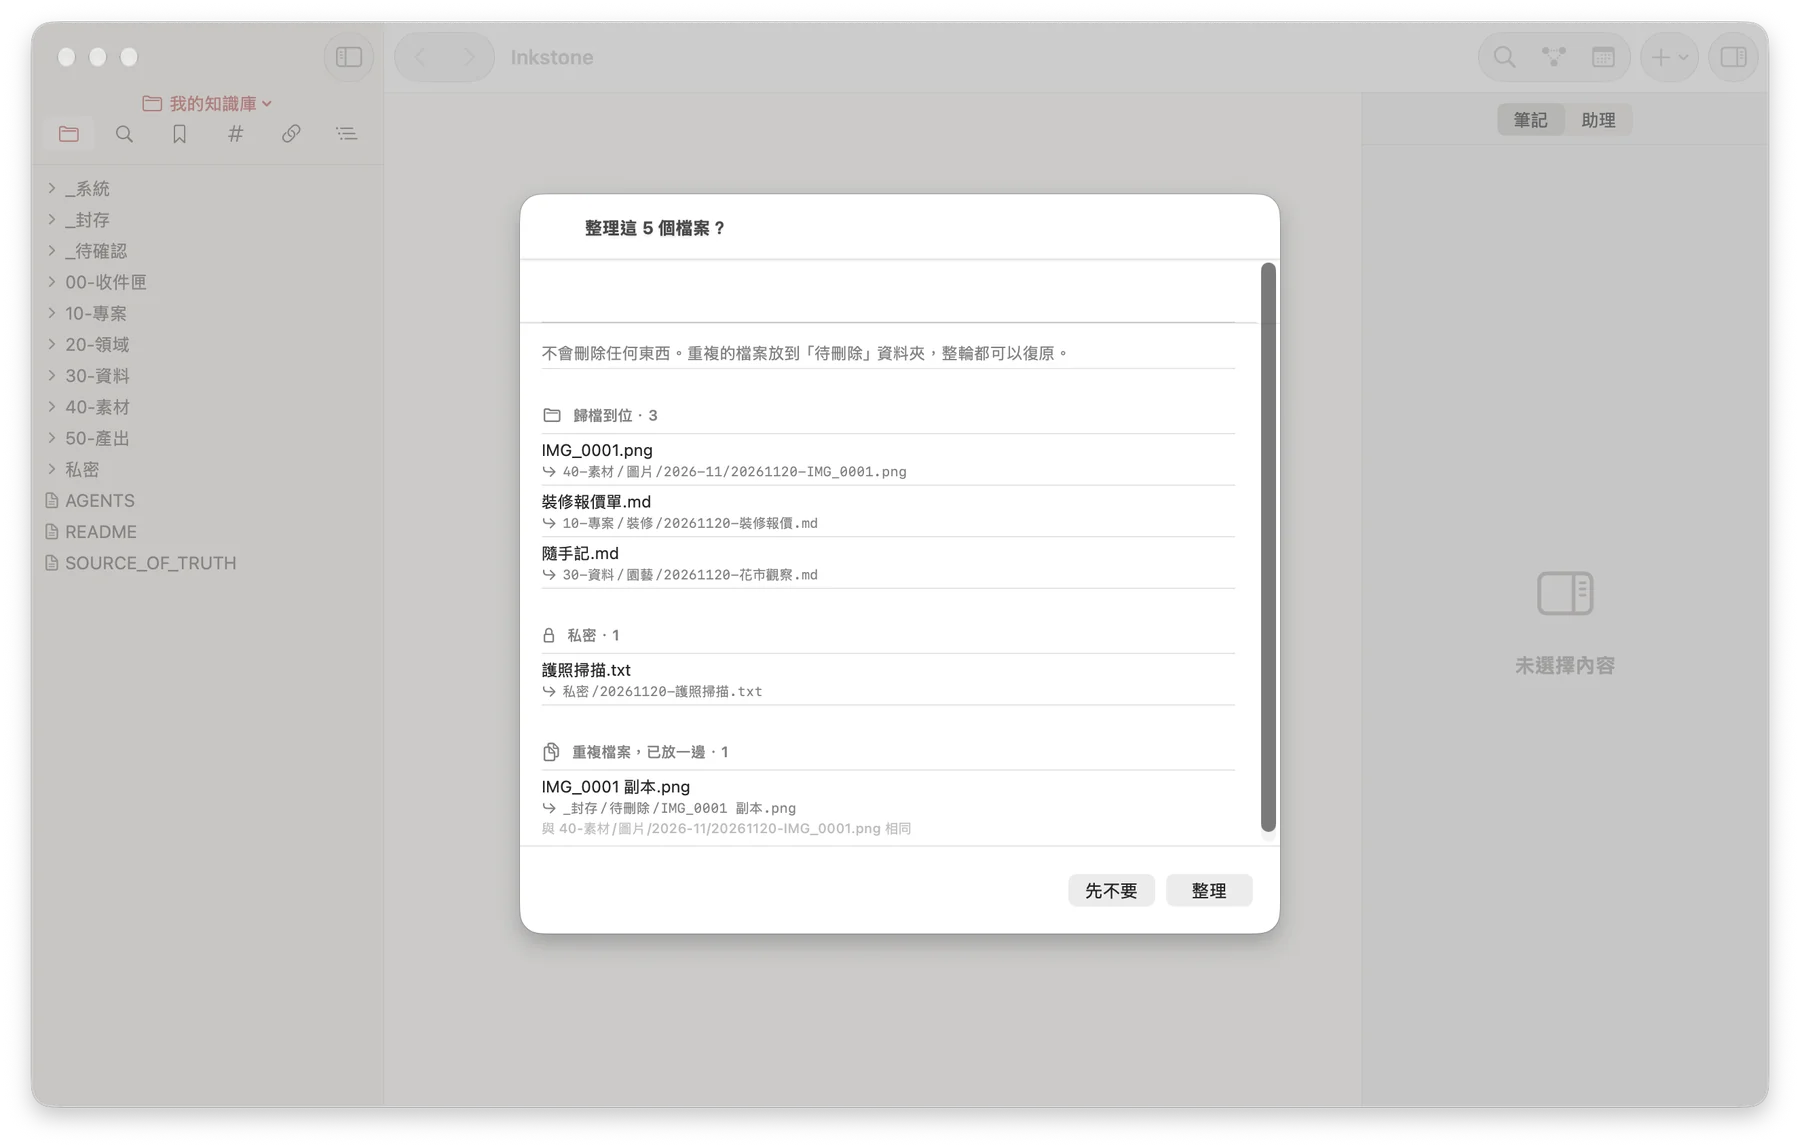 Inkstone
我的知識庫
筆記
助理
_系統
_封存
_待確認
00-收件匣
10-專案
20-領域
30-資料
40-素材
50-產出
私密
AGENTS
README
SOURCE_OF_TRUTH
整理這 5 個檔案？
不會刪除任何東西。重複的檔案放到「待刪除」資料夾，整輪都可以復原。
歸檔到位 · 3
IMG_0001.png
40-素材/圖片/2026-11/20261120-IMG_0001.png
裝修報價單.md
10-專案/裝修/20261120-裝修報價.md
隨手記.md
30-資料/園藝/20261120-花市觀察.md
私密 · 1
護照掃描.txt
私密/20261120-護照掃描.txt
重複檔案，已放一邊 · 1
IMG_0001 副本.png
_封存/待刪除/IMG_0001 副本.png
與 40-素材/圖片/2026-11/20261120-IMG_0001.png 相同
先不要
整理
未選擇內容